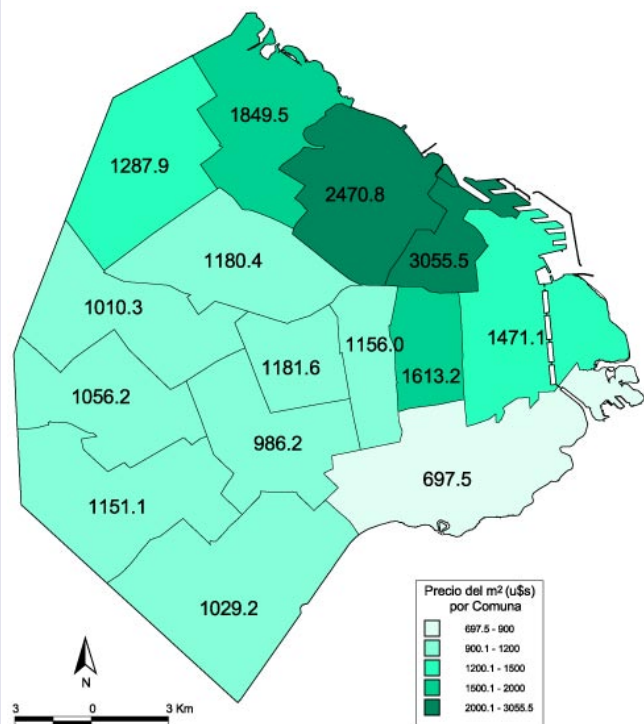 1849.5
1287.9
2470.8
3055.5
1180.4
1010.3
1471.1
1156.0
1181.6
1613.2
1056.2
986.2
697.5
1151.1
1029.2
Precio del m² (u$s)
por Comuna
697.5 - 900
900.1 - 1200
1200.1 - 1500
1500.1 - 2000
2000.1 - 3055.5
N
3 0 3 Km